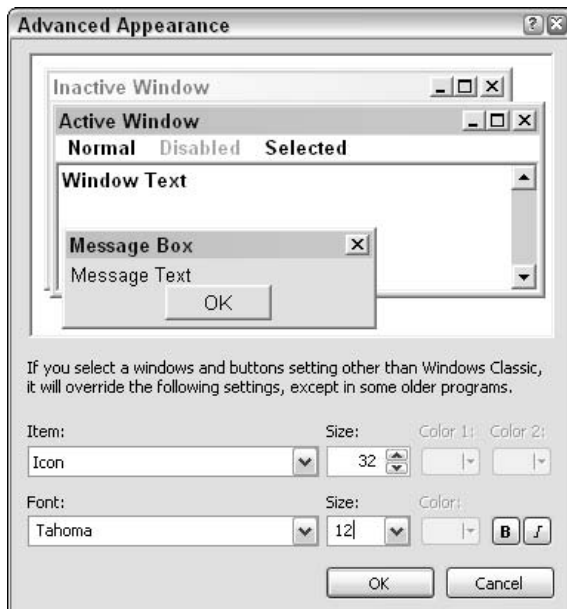 Advanced Appearance
Inactive Window
Active Window
Normal Disabled Selected
Window Text
Message Box
Message Text
OK
If you select a windows and buttons setting other than Windows Classic,
it will override the following settings, except in some older programs.
Item: Size: Color 1: Color 2:
Icon 32
Font: Size: Color:
Tahoma 12 B I
OK Cancel